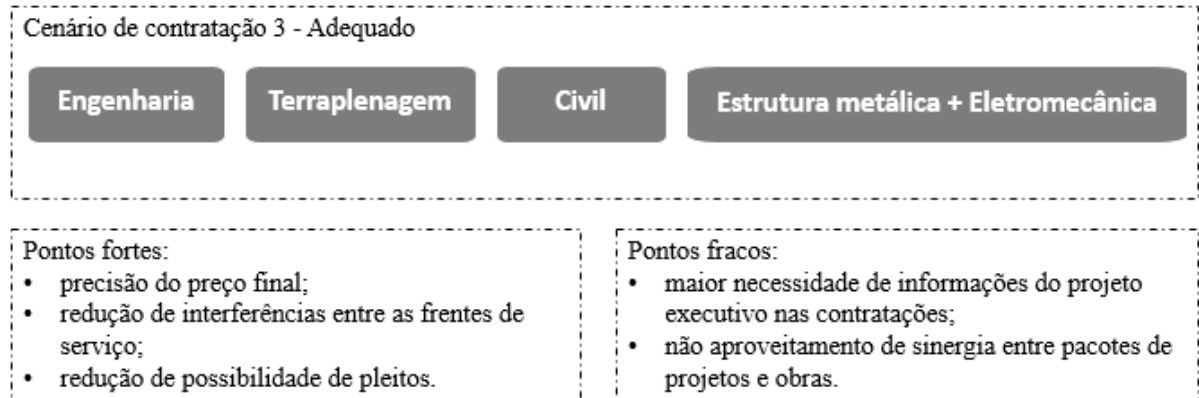 Cenário de contratação 3 - Adequado
Engenharia
Terraplenagem
Civil
Estrutura metálica + Eletromecânica
Pontos fortes:
• precisão do preço final;
• redução de interferências entre as frentes de
serviço;
• redução de possibilidade de pleitos.
Pontos fracos:
• maior necessidade de informações do projeto
executivo nas contratações;
• não aproveitamento de sinergia entre pacotes de
projetos e obras.